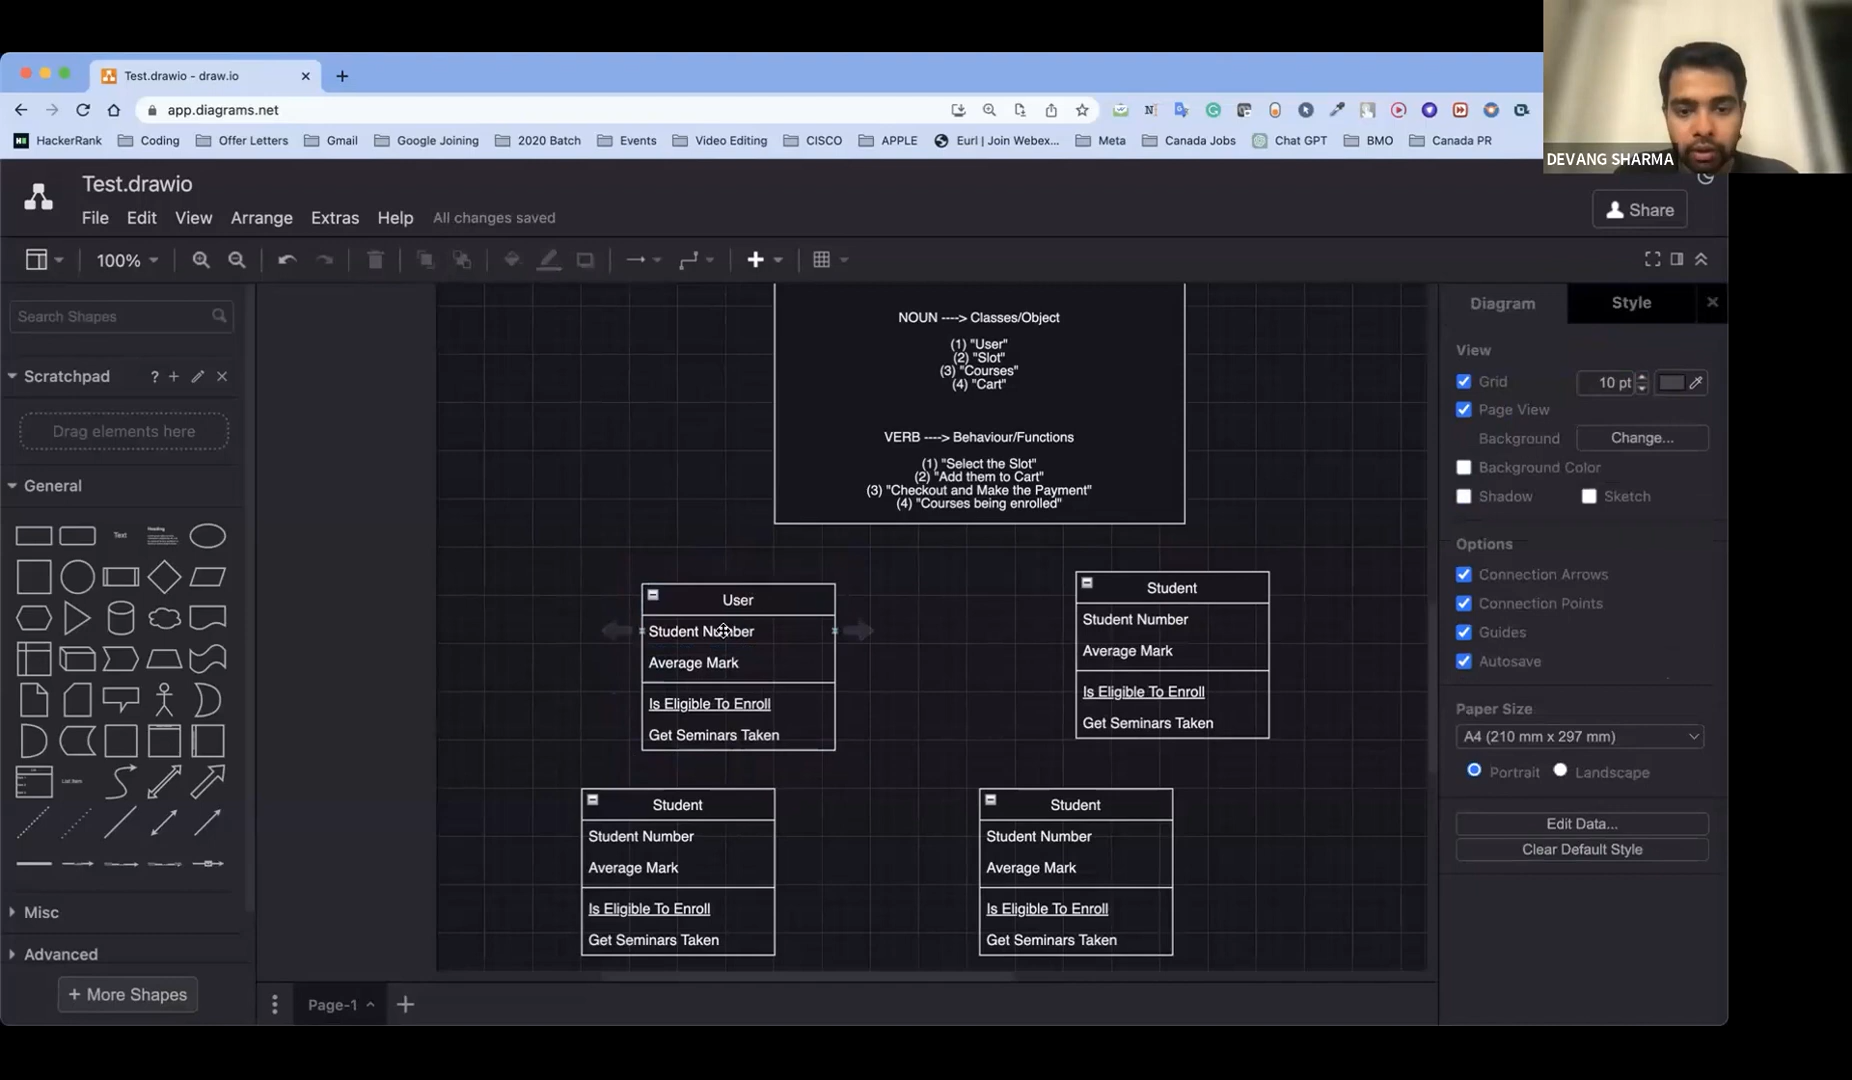 Test.drawio - draw.io
app.diagrams.net
HackerRank
Coding
Offer Letters
Gmail
Google Joining
2020 Batch
Events
Video Editing
CISCO
APPLE
Eurl | Join Webex...
Meta
Canada Jobs
Chat GPT
BMO
Canada PR
DEVANG SHARMA
Test.drawio
File Edit View Arrange Extras Help All changes saved
Share
100%
Search Shapes
Scratchpad
?
Drag elements here
General
Text
Heading
List Item
Misc
Advanced
+ More Shapes
NOUN ----> Classes/Object
(1) "User"
(2) "Slot"
(3) "Courses"
(4) "Cart"
VERB ----> Behaviour/Functions
(1) "Select the Slot"
(2) "Add them to Cart"
(3) "Checkout and Make the Payment"
(4) "Courses being enrolled"
User
Student Number
Average Mark
Is Eligible To Enroll
Get Seminars Taken
Student
Student Number
Average Mark
Is Eligible To Enroll
Get Seminars Taken
Student
Student Number
Average Mark
Is Eligible To Enroll
Get Seminars Taken
Student
Student Number
Average Mark
Is Eligible To Enroll
Get Seminars Taken
Page-1
Diagram
Style
View
Grid
10 pt
Page View
Background
Change...
Background Color
Shadow
Sketch
Options
Connection Arrows
Connection Points
Guides
Autosave
Paper Size
A4 (210 mm x 297 mm)
Portrait
Landscape
Edit Data...
Clear Default Style